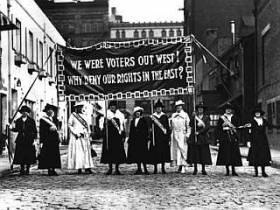 WE WERE VOTERS OUT WEST!
WHY DENY OUR RIGHTS IN THE EAST?